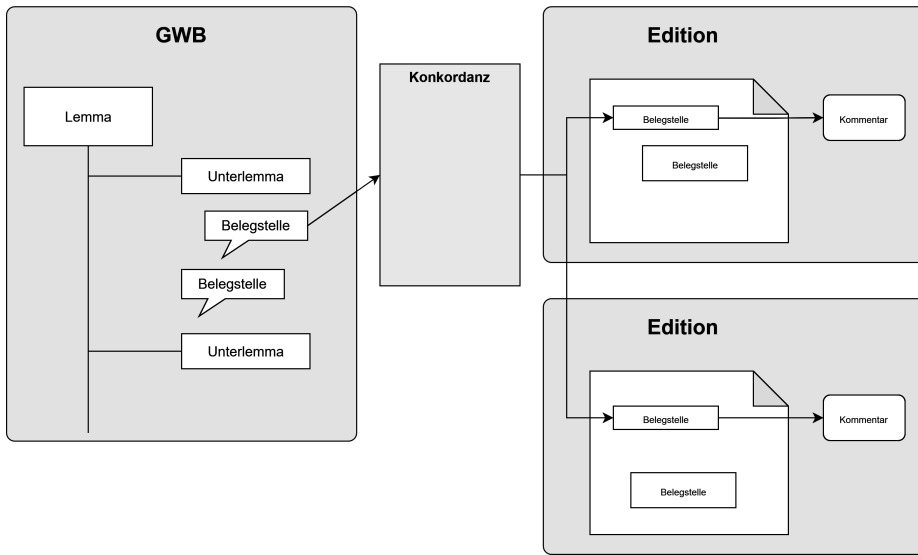 GWB
Lemma
Unterlemma
Belegstelle
Belegstelle
Unterlemma
Konkordanz
Edition
Belegstelle
Kommentar
Belegstelle
Edition
Belegstelle
Kommentar
Belegstelle